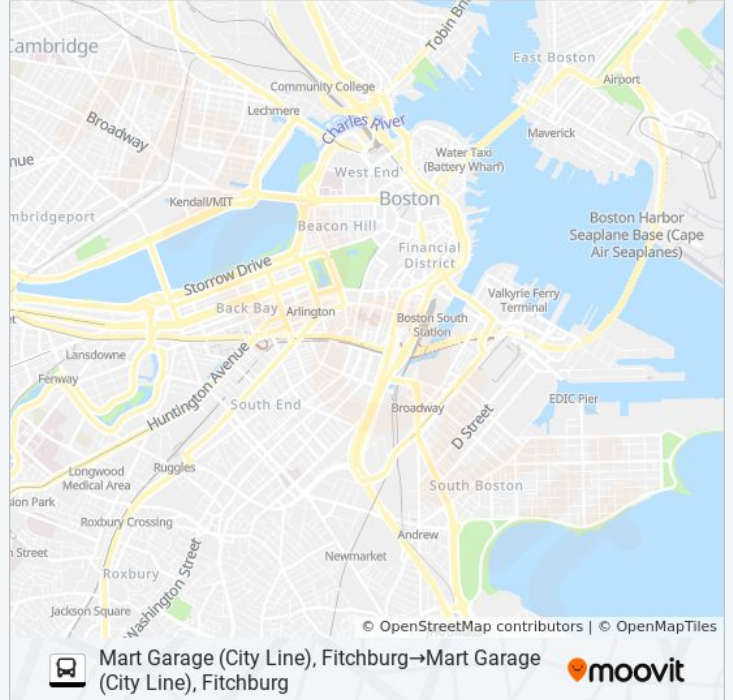 Tobin Bn
Cambridge
East Boston
Community College
Airport
Lechmere
Broadway
Charles River
Maverick
nue
Water Taxi
(Battery Wharf)
West End
Kendall/MIT
Boston
mbridgeport
Beacon Hill
Boston Harbor
Seaplane Base (Cape
Air Seaplanes)
Financial
District
Storrow Drive
Valkyrie Ferry
Terminal
Back Bay
Arlington
et
Boston South
Station
Lansdowne
Fenway
Huntington Avenue
EDIC Pier
South End
Broadway
D Street
Longwood
Medical Area
Ruggles
South Boston
sion Park
Roxbury Crossing
Andrew
n Street
Newmarket
Roxbury
Washington Street
Jackson Square
© OpenStreetMap contributors | © OpenMapTiles
Mart Garage (City Line), Fitchburg→Mart Garage
(City Line), Fitchburg
moovit